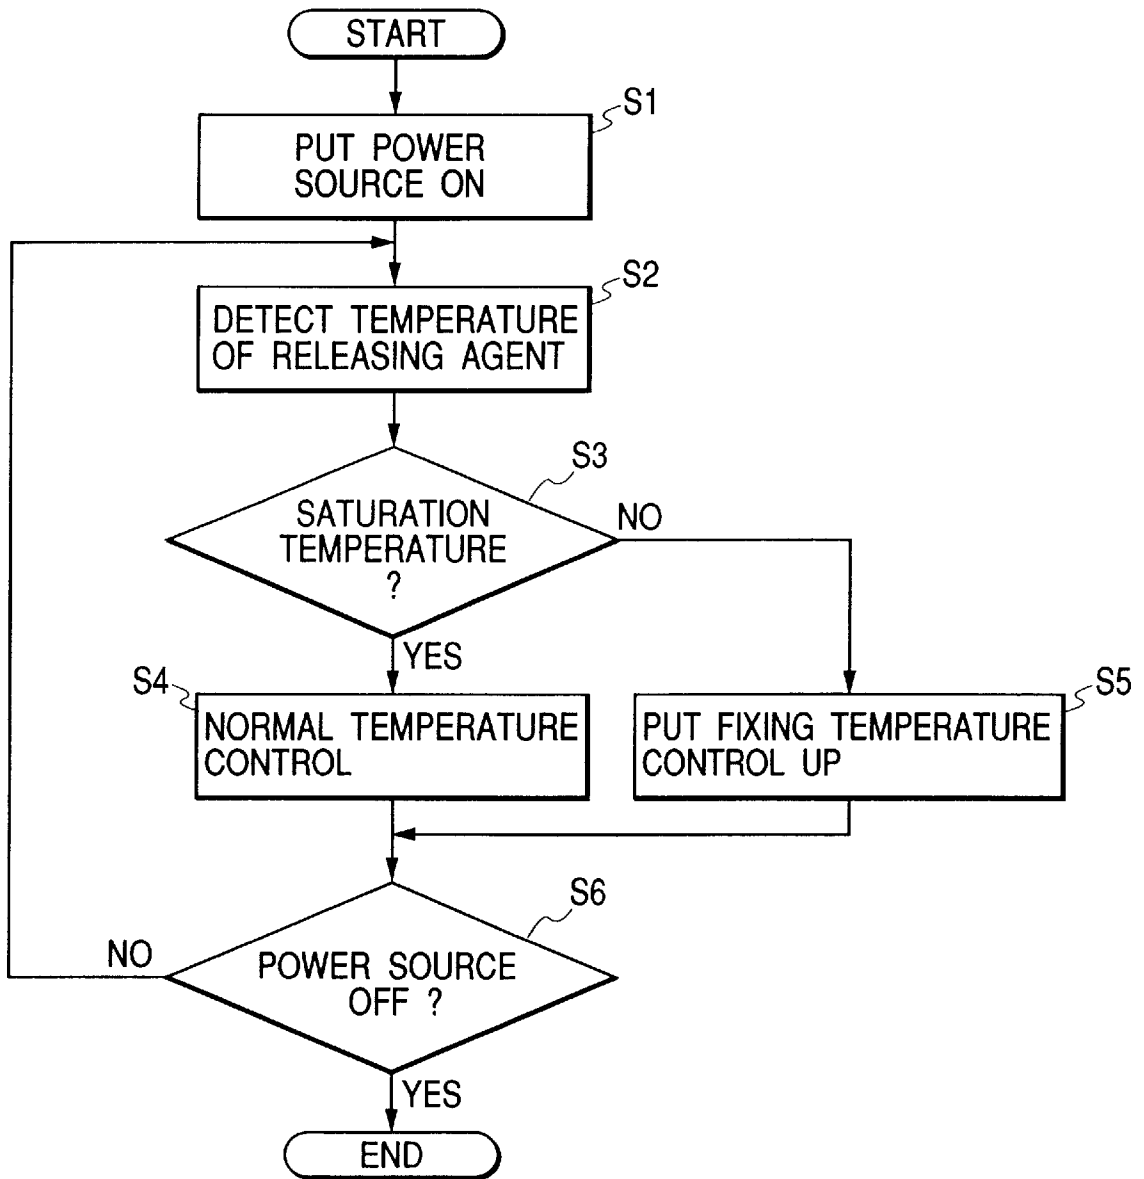 START
S1
PUT POWER
SOURCE ON
S2
DETECT TEMPERATURE
OF RELEASING AGENT
S3
SATURATION
TEMPERATURE
?
NO
YES
S4
NORMAL TEMPERATURE
CONTROL
S5
PUT FIXING TEMPERATURE
CONTROL UP
S6
POWER SOURCE
OFF ?
NO
YES
END